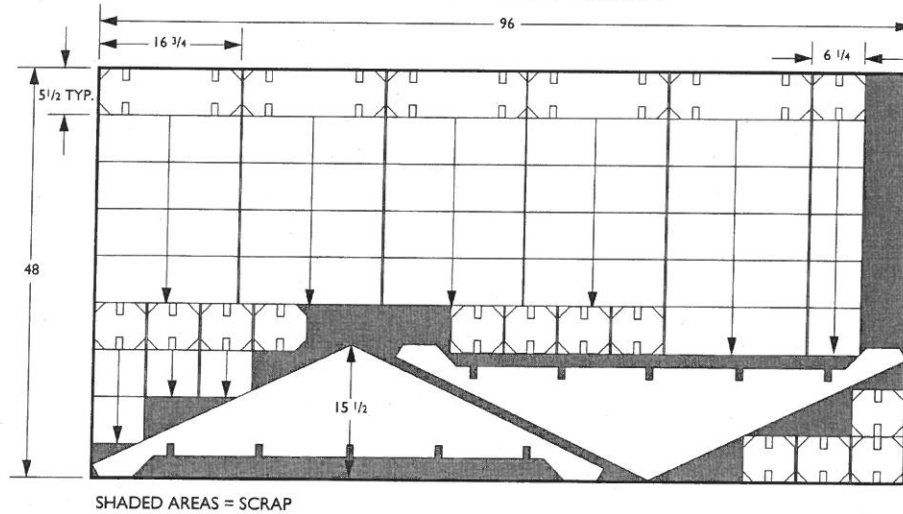 96
16 3/4
6 1/4
5 1/2 TYP.
48
15 1/2
SHADED AREAS = SCRAP